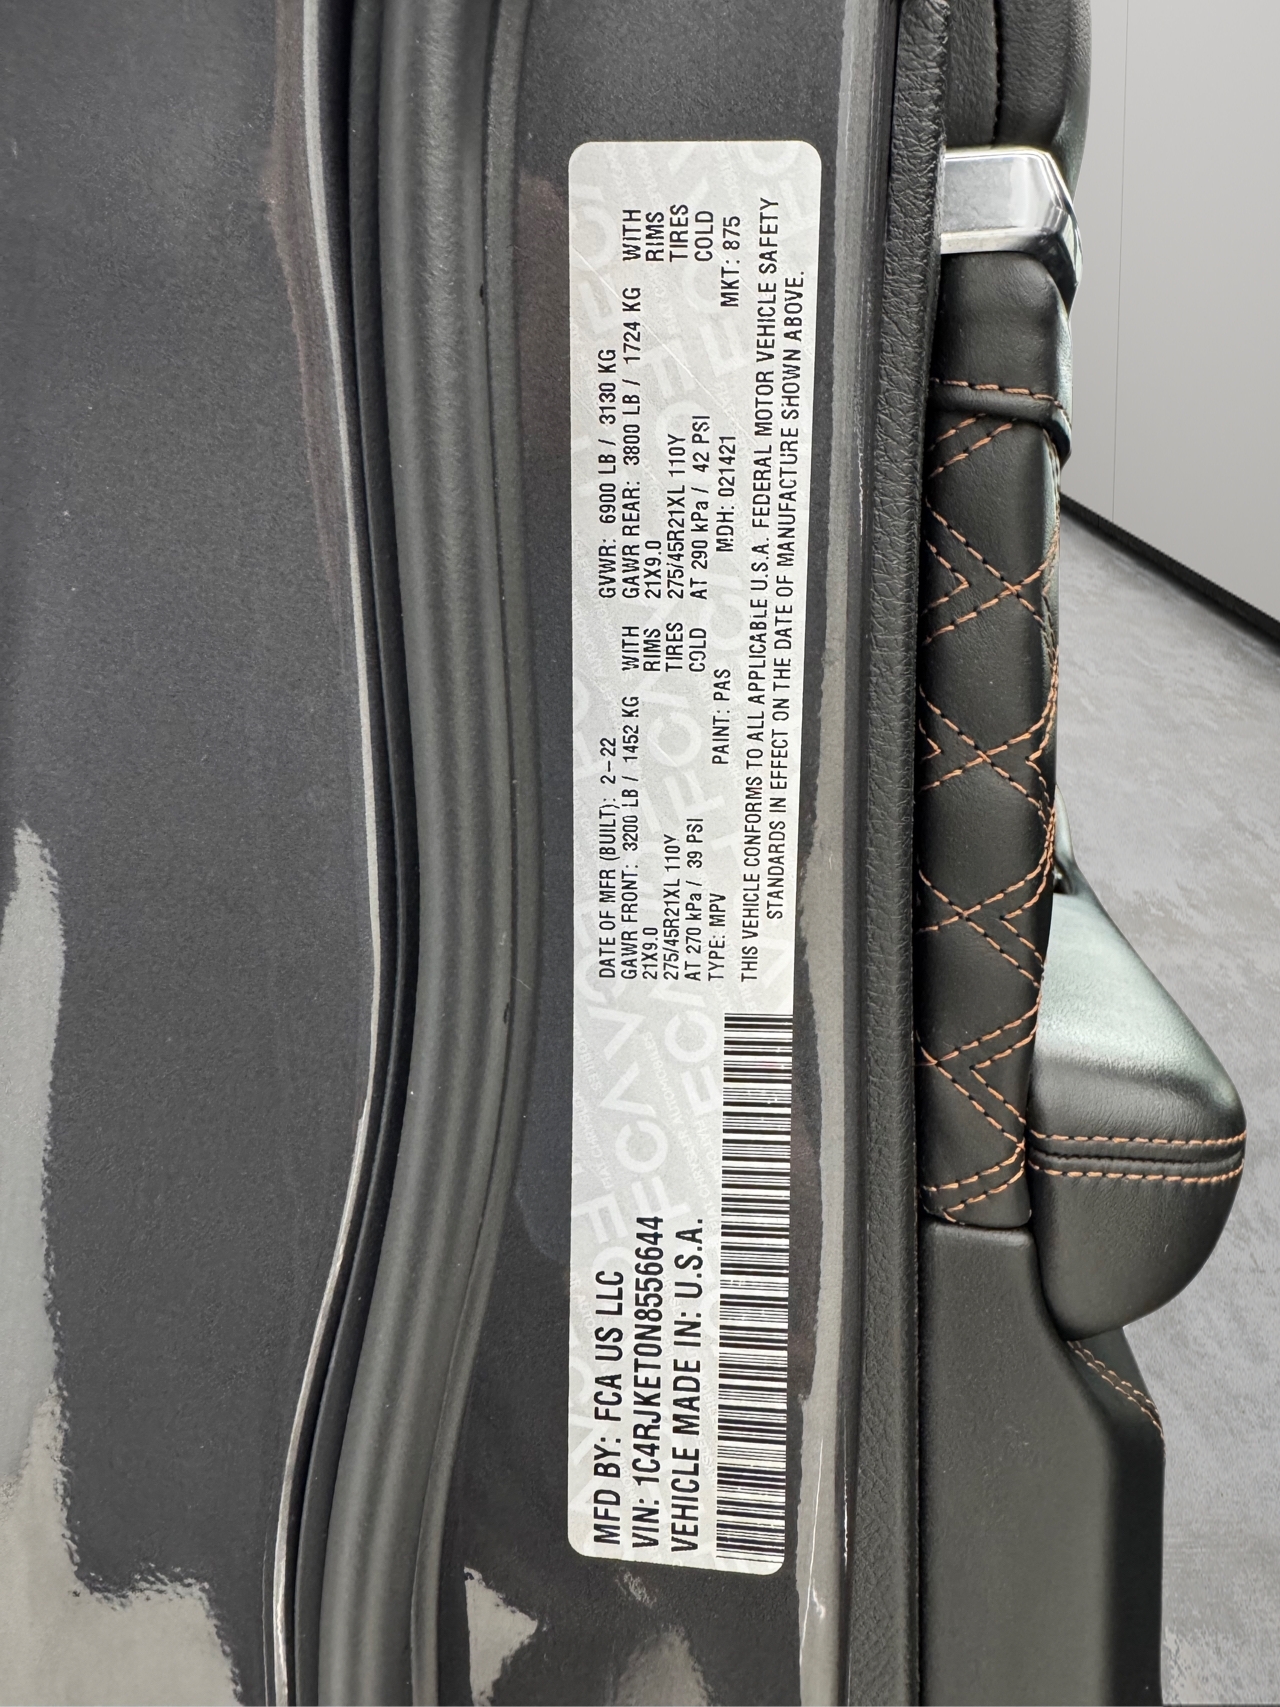 MFD BY: FCA US LLC
VIN: 1C4RJKET0N8556644
VEHICLE MADE IN: U.S.A.
DATE OF MFR (BUILT): 2-22 GVWR: 6900 LB / 3130 KG
GAWR FRONT: 3200 LB / 1452 KG WITH GAWR REAR: 3800 LB / 1724 KG WITH
21X9.0 RIMS 21X9.0 RIMS
275/45R21XL 110Y TIRES 275/45R21XL 110Y TIRES
AT 270 kPa / 39 PSI COLD AT 290 kPa / 42 PSI COLD
TYPE: MPV PAINT: PAS MDH: 021421 MKT: 875
THIS VEHICLE CONFORMS TO ALL APPLICABLE U.S.A. FEDERAL MOTOR VEHICLE SAFETY
STANDARDS IN EFFECT ON THE DATE OF MANUFACTURE SHOWN ABOVE.